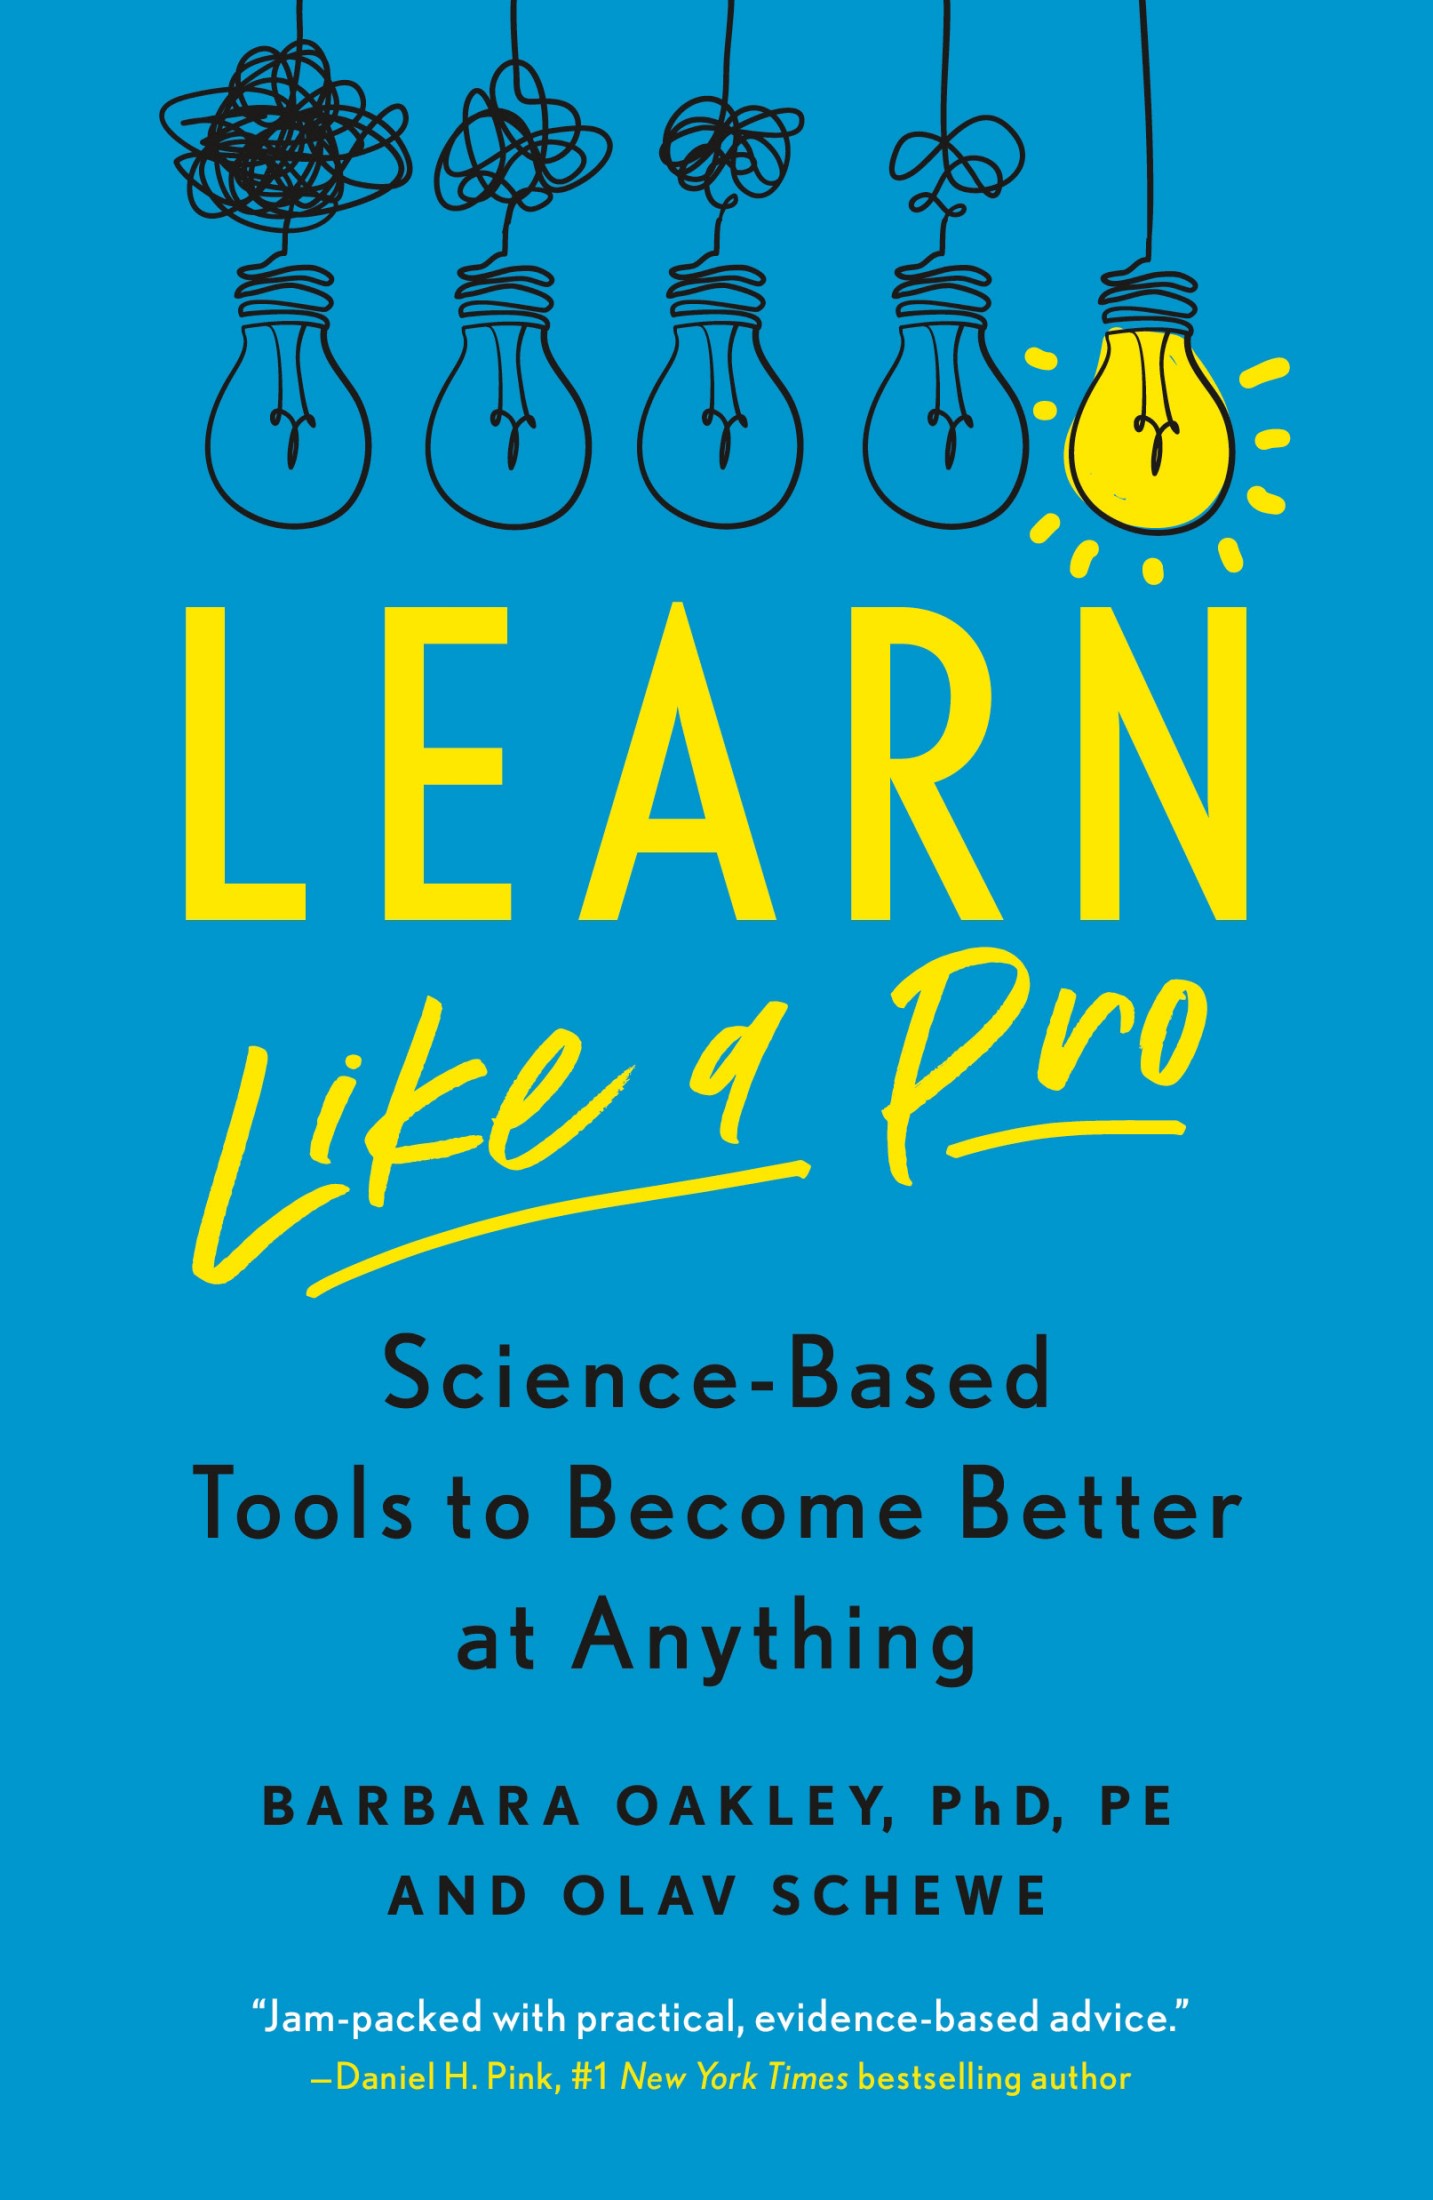 LEARN
Like a Pro
Science-Based
Tools to Become Better
at Anything
BARBARA OAKLEY, PhD, PE
AND OLAV SCHEWE
“Jam-packed with practical, evidence-based advice.”
—Daniel H. Pink, #1 New York Times bestselling author